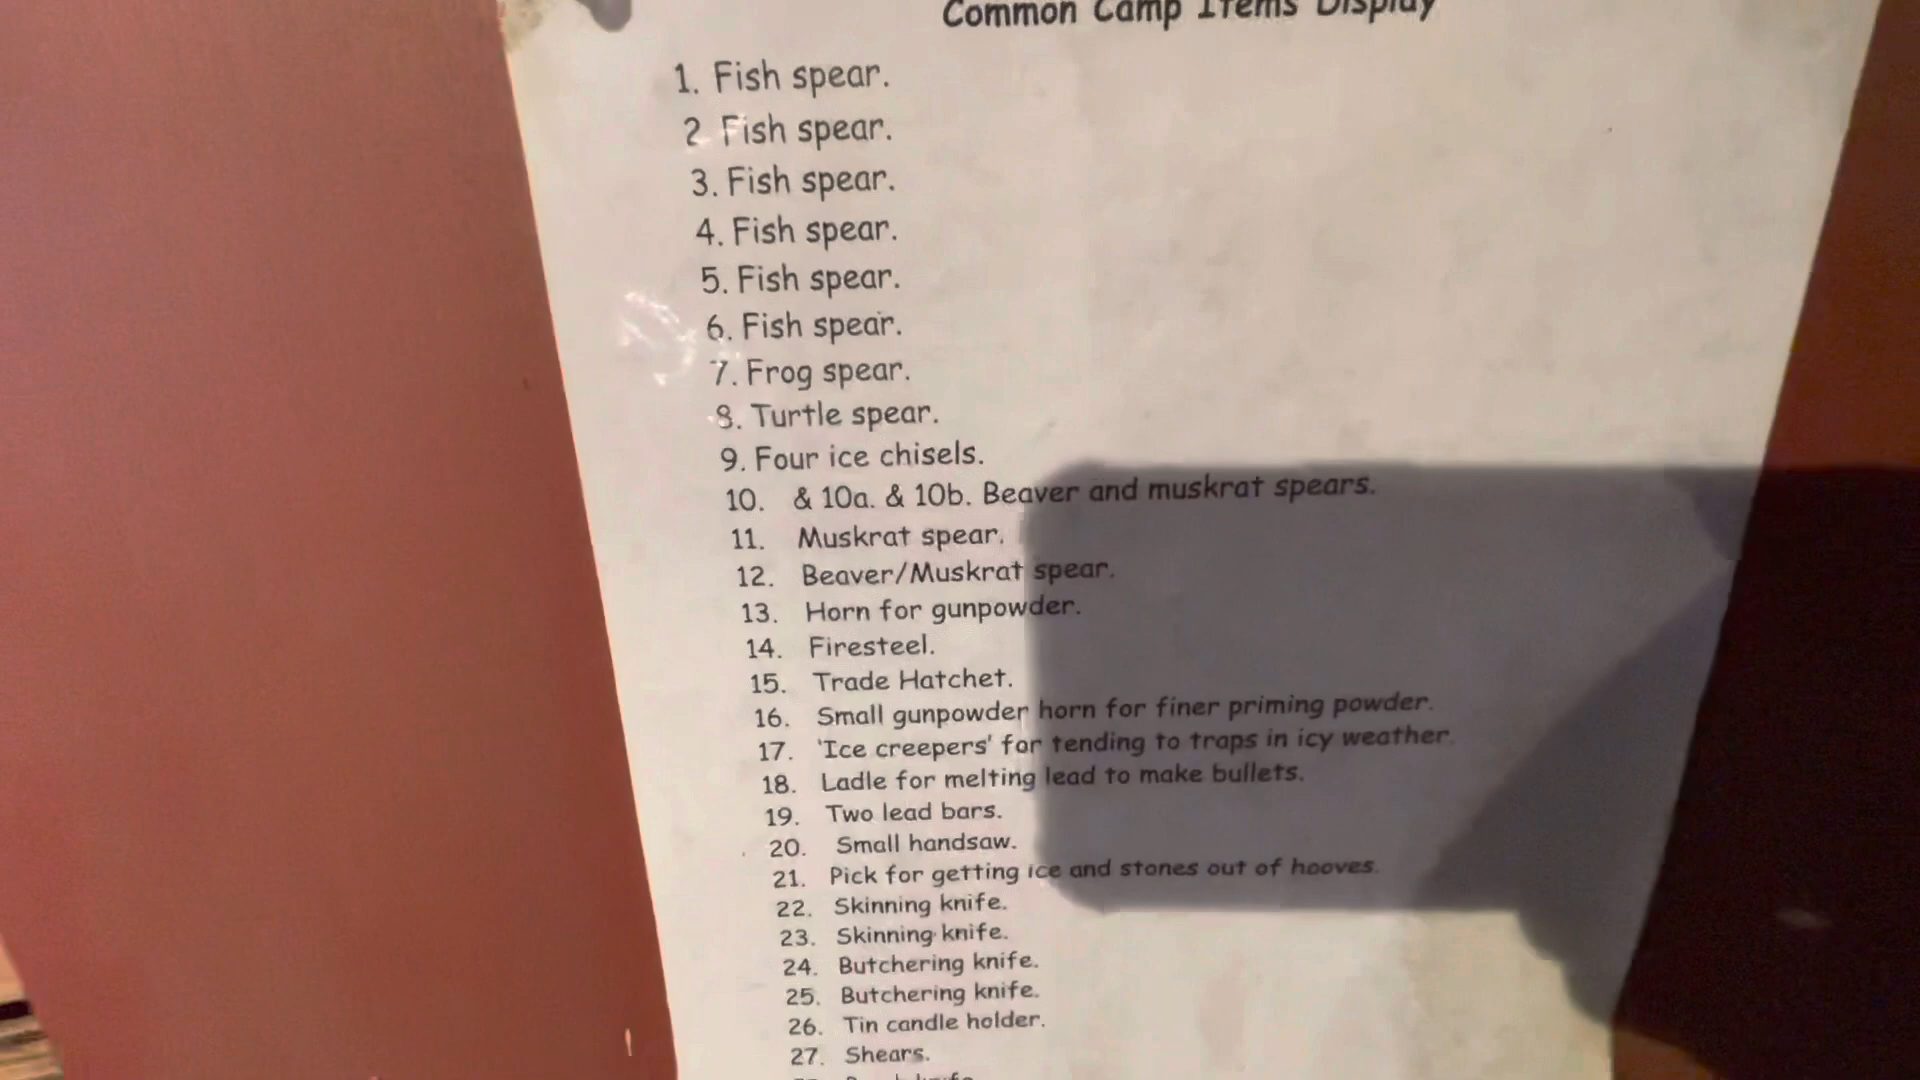 Common Camp Items Display
1. Fish spear.
2 Fish spear.
3. Fish spear.
4. Fish spear.
5. Fish spear.
6. Fish spear.
7. Frog spear.
8. Turtle spear.
9. Four ice chisels.
10. & 10a. & 10b. Beaver and muskrat spears.
11. Muskrat spear.
12. Beaver/Muskrat spear.
13. Horn for gunpowder.
14. Firesteel.
15. Trade Hatchet.
16. Small gunpowder horn for finer priming powder.
17. 'Ice creepers' for tending to traps in icy weather.
18. Ladle for melting lead to make bullets.
19. Two lead bars.
20. Small handsaw.
21. Pick for getting ice and stones out of hooves.
22. Skinning knife.
23. Skinning knife.
24. Butchering knife.
25. Butchering knife.
26. Tin candle holder.
27. Shears.